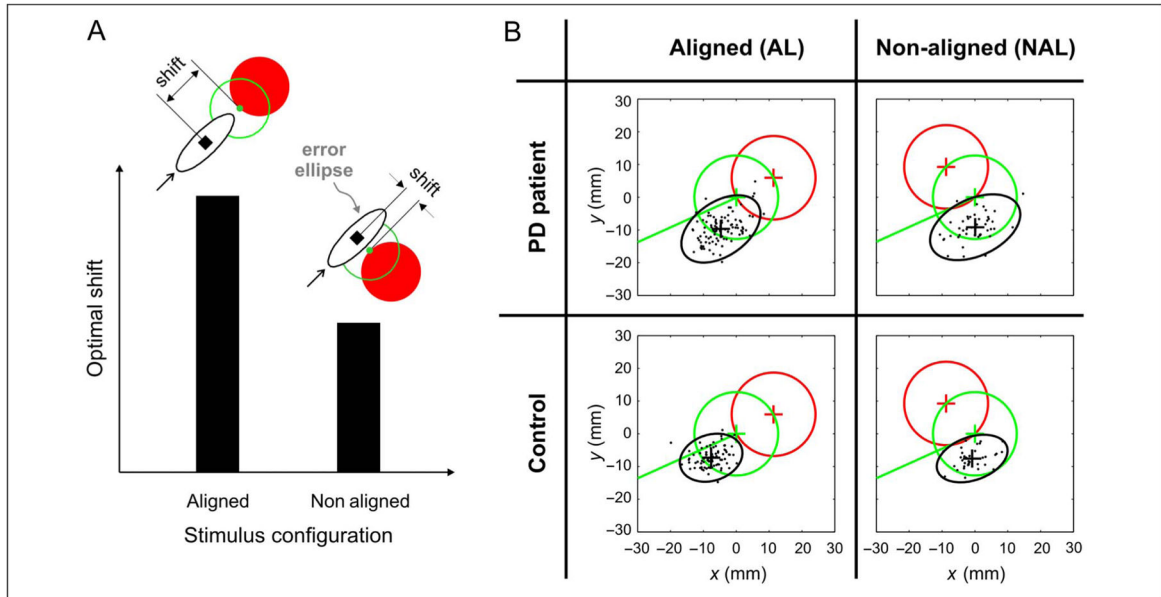 A
shift
error
ellipse
shift
Optimal shift
Aligned
Non aligned
Stimulus configuration
B
Aligned (AL)
Non-aligned (NAL)
PD patient
y (mm)
30
20
10
0
−10
−20
−30
30
20
10
0
−10
−20
−30
Control
y (mm)
30
20
10
0
−10
−20
−30
−30 −20 −10 0 10 20 30
x (mm)
30
20
10
0
−10
−20
−30
−30 −20 −10 0 10 20 30
x (mm)